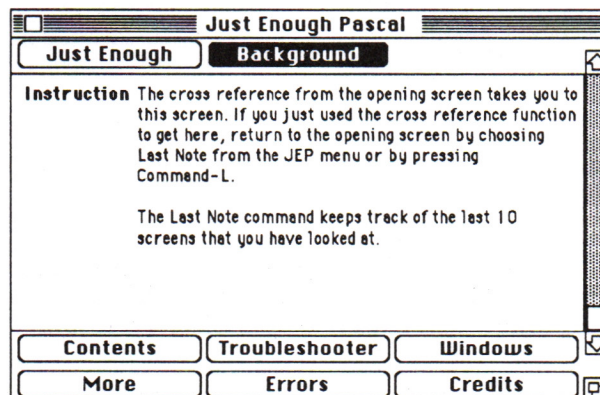 Just Enough Pascal
Just Enough
Background
Instruction The cross reference from the opening screen takes you to
this screen. If you just used the cross reference function
to get here, return to the opening screen by choosing
Last Note from the JEP menu or by pressing
Command-L.
The Last Note command keeps track of the last 10
screens that you have looked at.
Contents
Troubleshooter
Windows
More
Errors
Credits